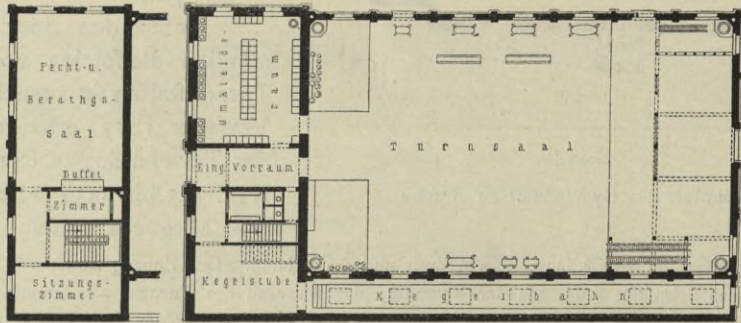 Fecht-u.
Berathgs-
Saal
Buffet
Zimmer
Sitzungs-
Zimmer
Umkleide-
raum
Eing Vorraum
Kegelstube
Turnsaal
Kegelbahn